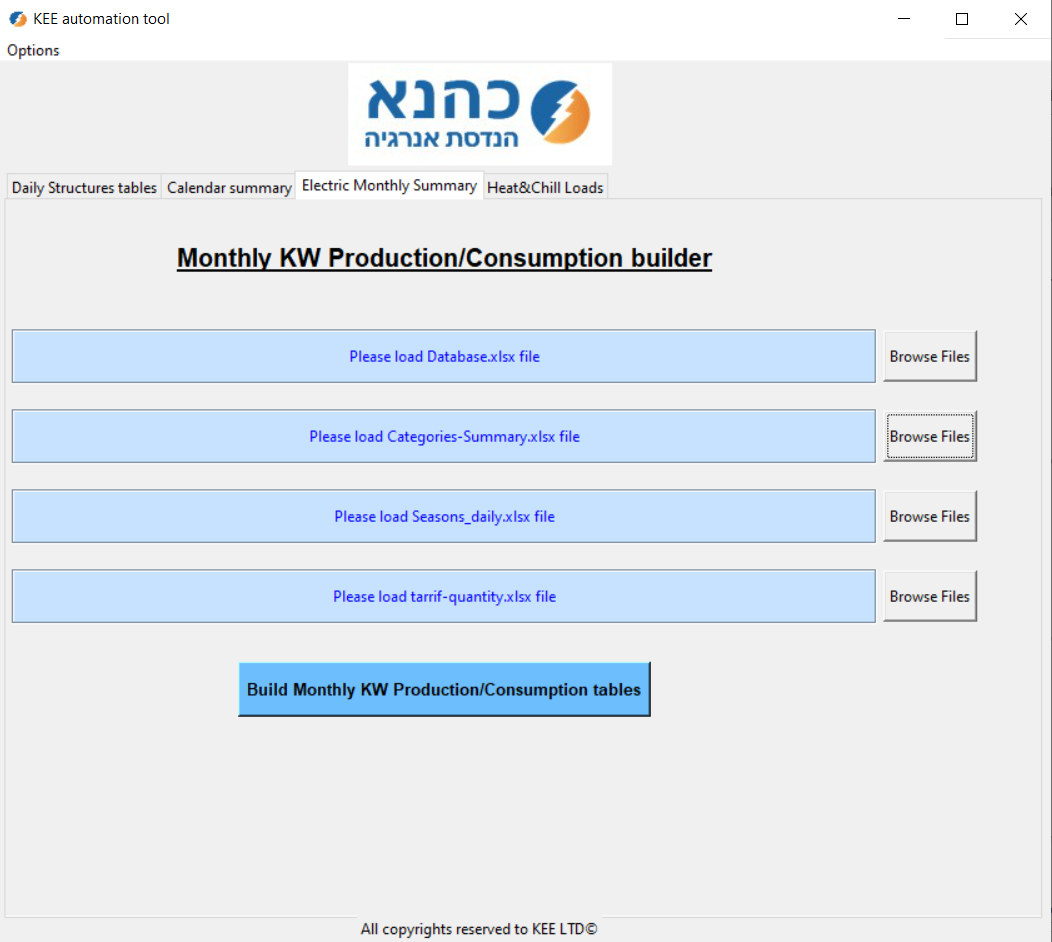 KEE automation tool
Options
כהנא
הנדסת אנרגיה
Daily Structures tables Calendar summary Electric Monthly Summary Heat&Chill Loads
Monthly KW Production/Consumption builder
Please load Database.xlsx file Browse Files
Please load Categories-Summary.xlsx file Browse Files
Please load Seasons_daily.xlsx file Browse Files
Please load tarrif-quantity.xlsx file Browse Files
Build Monthly KW Production/Consumption tables
All copyrights reserved to KEE LTD©